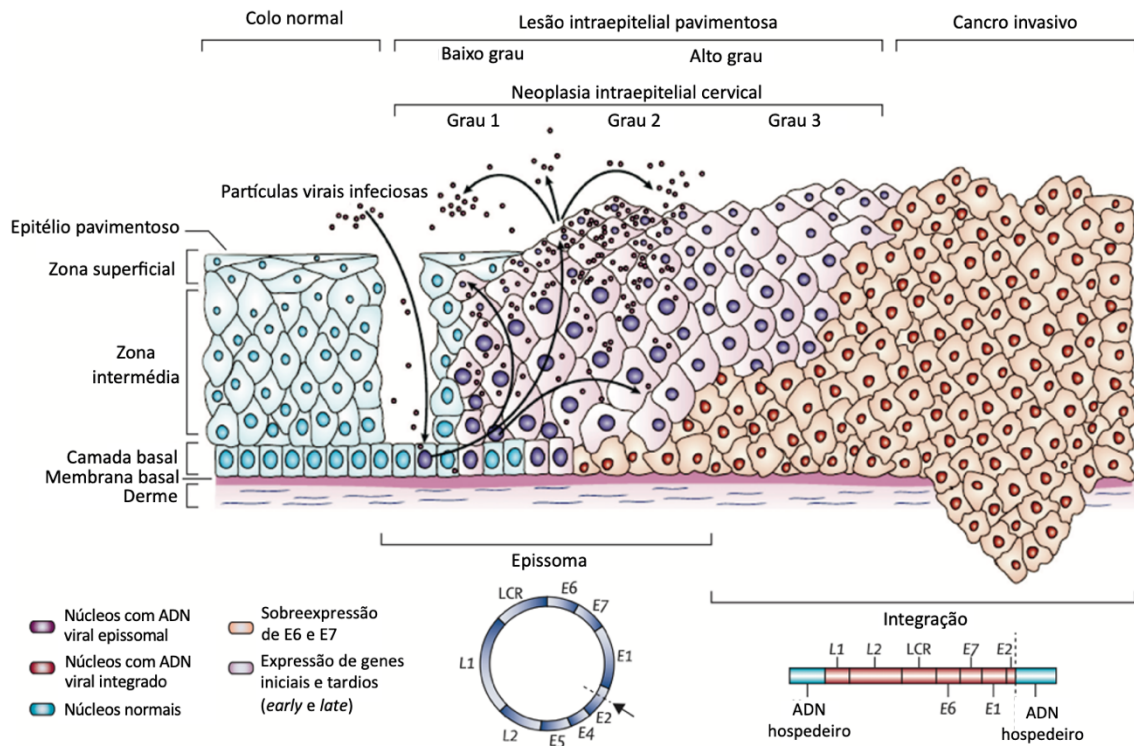 Colo normal
Lesão intraepitelial pavimentosa
Cancro invasivo
Baixo grau
Alto grau
Neoplasia intraepitelial cervical
Grau 1
Grau 2
Grau 3
Partículas virais infeciosas
Epitélio pavimentoso
Zona superficial
Zona
intermédia
Camada basal
Membrana basal
Derme
Epissoma
Integração
Núcleos com ADN
viral epissomal
Núcleos com ADN
viral integrado
Núcleos normais
Sobreexpressão
de E6 e E7
Expressão de genes
iniciais e tardios
(early e late)
LCR
E6
E7
E1
E2
E4
E5
L2
L1
L1
L2
LCR
E7
E2
E6
E1
ADN
hospedeiro
ADN
hospedeiro